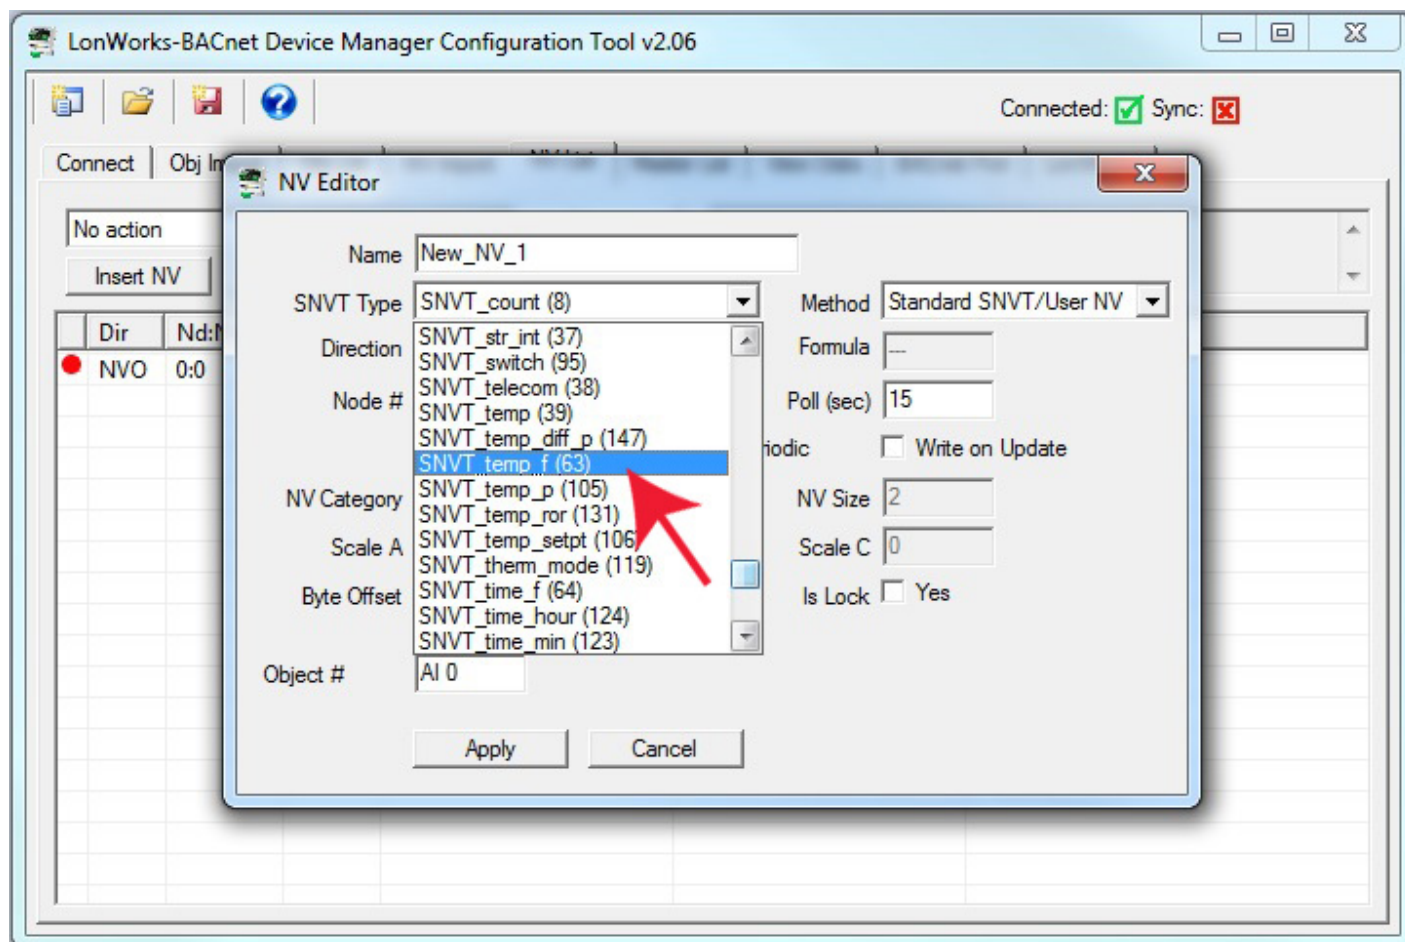 LonWorks-BACnet Device Manager Configuration Tool v2.06
Connected: Sync:
Connect Obj
NV Editor
No action
Insert NV
Dir
NVO 0:0
Name New_NV_1
SNVT Type SNVT_count (8) Method Standard SNVT/User NV
Direction Formula ---
Node # Poll (sec) 15
Write on Update
NV Category NV Size 2
Scale A Scale C 0
Byte Offset Is Lock Yes
SNVT_str_int (37)
SNVT_switch (95)
SNVT_telecom (38)
SNVT_temp (39)
SNVT_temp_diff_p (147)
SNVT_temp_f (63)
SNVT_temp_p (105)
SNVT_temp_ror (131)
SNVT_temp_setpt (106
SNVT_therm_mode (119)
SNVT_time_f (64)
SNVT_time_hour (124)
SNVT_time_min (123)
Object # AI 0
Apply Cancel